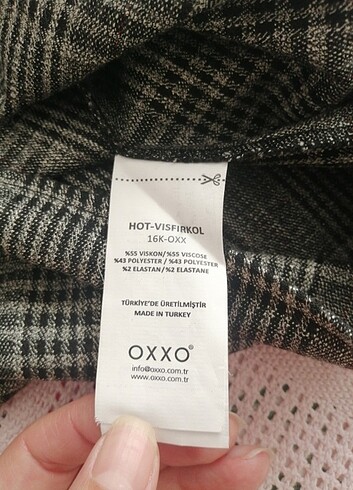 HOT-VISFIRKOL
16K-OXX
%55 VISKON/%55 VISCOSE
%43 POLYESTER / %43 POLYESTER
%2 ELASTAN/%2 ELASTANE
TÜRKİYE'DE ÜRETİLMİŞTİR
MADE IN TURKEY
OXXO®
info@oxxo.com.tr
www.oxxo.com.tr